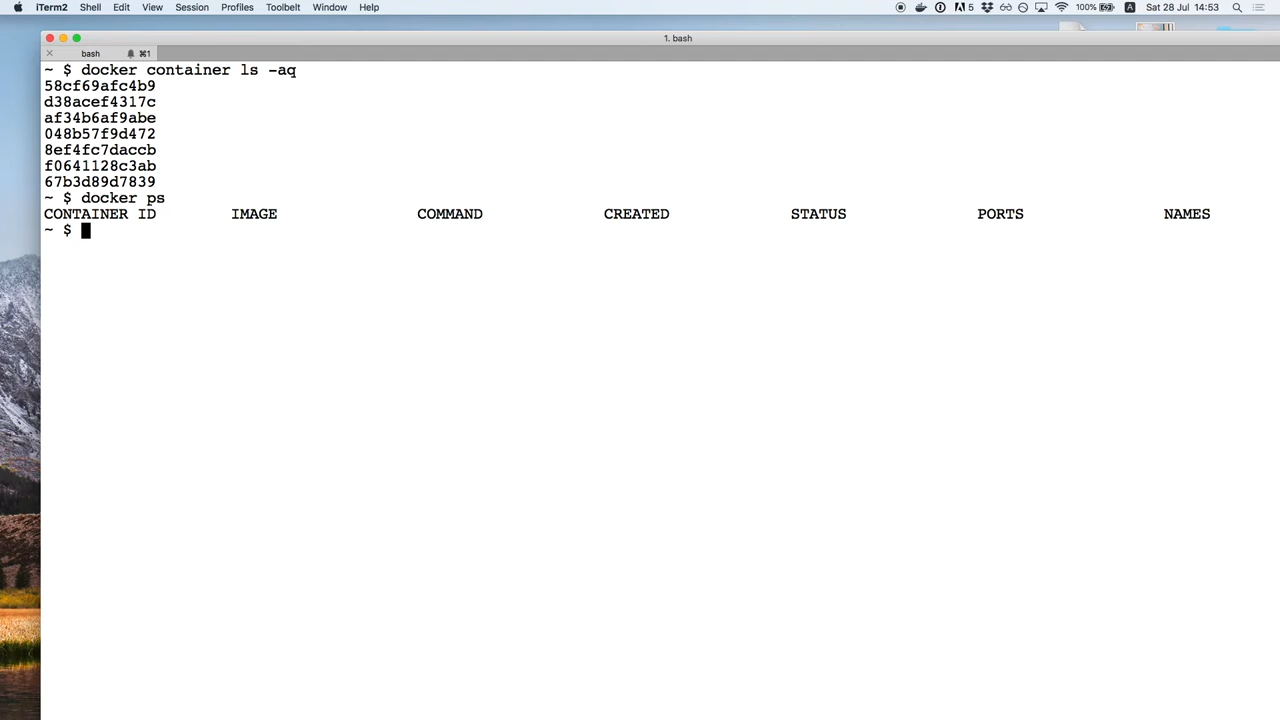 iTerm2 Shell Edit View Session Profiles Toolbelt Window Help 5 100% A Sat 28 Jul 14:53
1. bash
bash ⌘1
~ $ docker container ls -aq
58cf69afc4b9
d38acef4317c
af34b6af9abe
048b57f9d472
8ef4fc7daccb
f0641128c3ab
67b3d89d7839
~ $ docker ps
CONTAINER ID IMAGE COMMAND CREATED STATUS PORTS NAMES
~ $